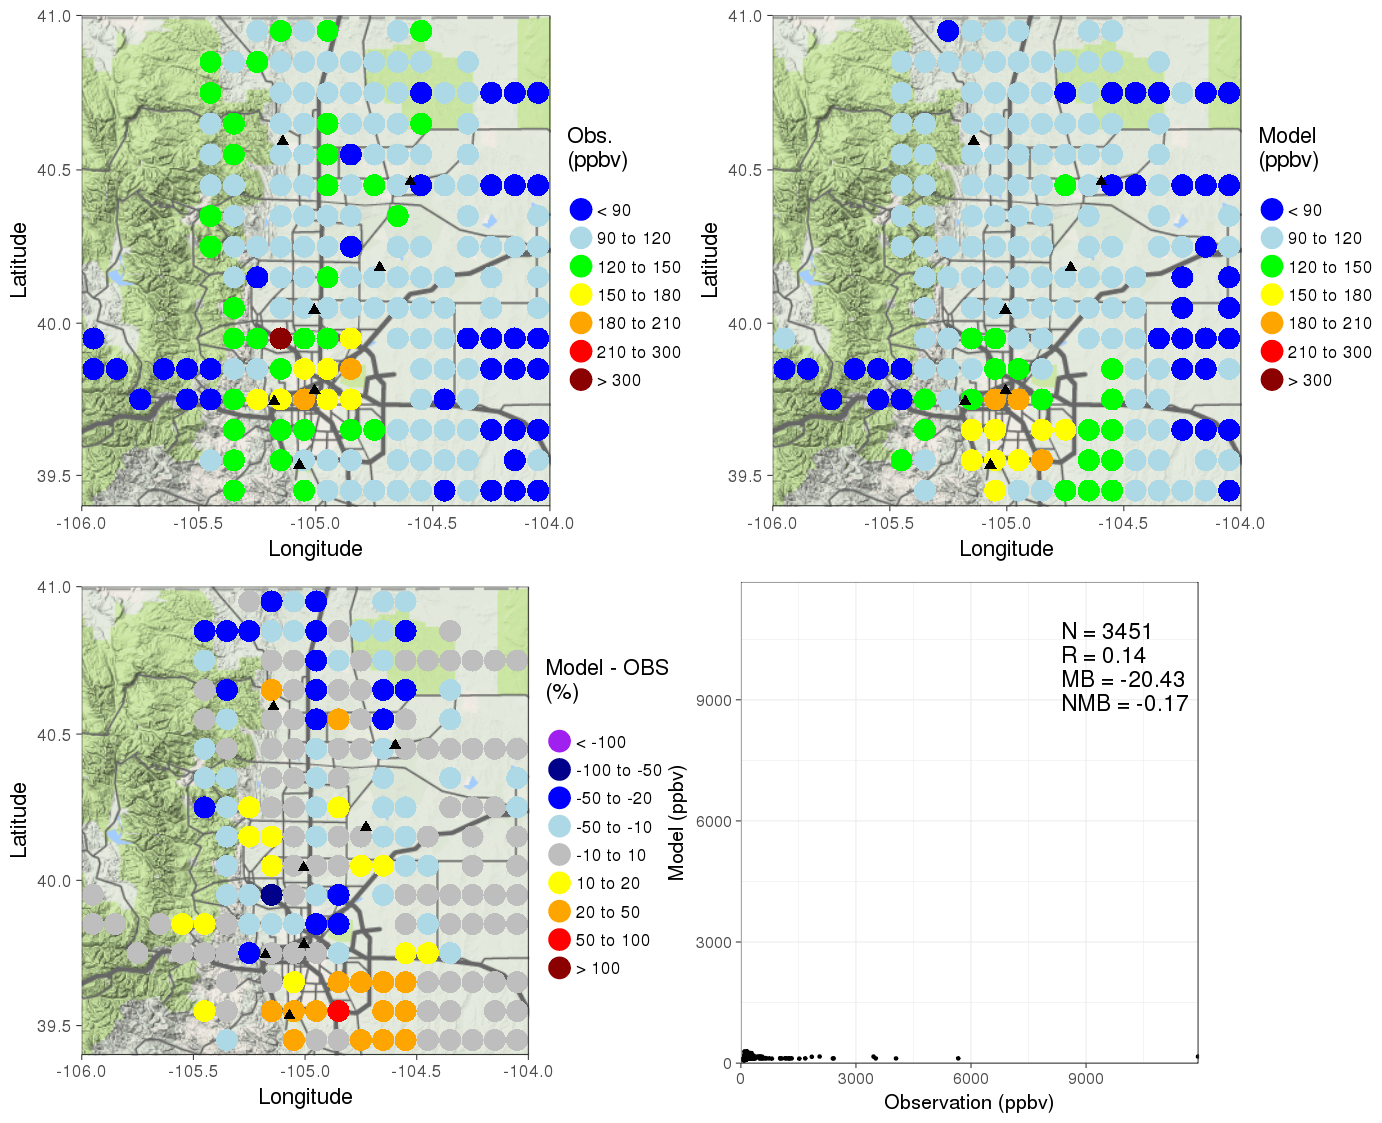 41.0
40.5
40.0
39.5
-106.0
-105.5
-105.0
-104.5
-104.0
Latitude
Longitude
Obs.
(ppbv)
< 90
90 to 120
120 to 150
150 to 180
180 to 210
210 to 300
> 300
41.0
40.5
40.0
39.5
-106.0
-105.5
-105.0
-104.5
-104.0
Latitude
Longitude
Model
(ppbv)
< 90
90 to 120
120 to 150
150 to 180
180 to 210
210 to 300
> 300
41.0
40.5
40.0
39.5
-106.0
-105.5
-105.0
-104.5
-104.0
Latitude
Longitude
Model - OBS
(%)
< -100
-100 to -50
-50 to -20
-50 to -10
-10 to 10
10 to 20
20 to 50
50 to 100
> 100
N = 3451
R = 0.14
MB = -20.43
NMB = -0.17
9000
6000
3000
0
0
3000
6000
9000
Model (ppbv)
Observation (ppbv)